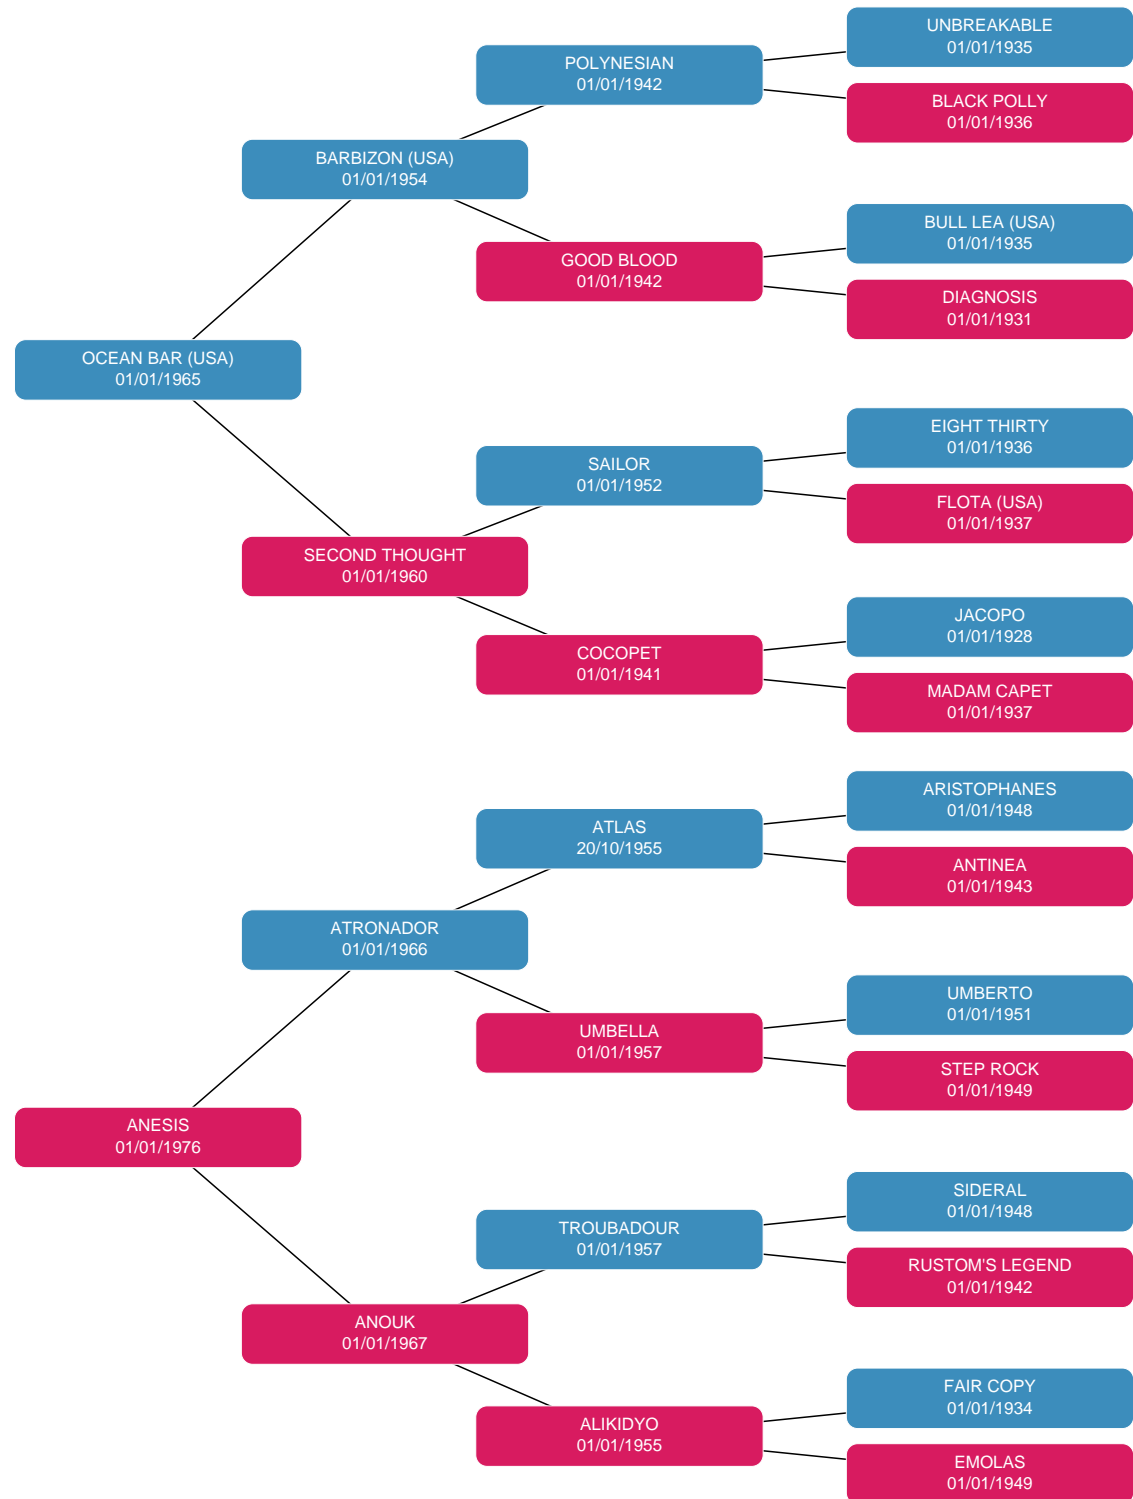 UNBREAKABLE
01/01/1935
POLYNESIAN
01/01/1942
BLACK POLLY
01/01/1936
BARBIZON (USA)
01/01/1954
BULL LEA (USA)
01/01/1935
GOOD BLOOD
01/01/1942
DIAGNOSIS
01/01/1931
OCEAN BAR (USA)
01/01/1965
EIGHT THIRTY
01/01/1936
SAILOR
01/01/1952
FLOTA (USA)
01/01/1937
SECOND THOUGHT
01/01/1960
JACOPO
01/01/1928
COCOPET
01/01/1941
MADAM CAPET
01/01/1937
ARISTOPHANES
01/01/1948
ATLAS
20/10/1955
ANTINEA
01/01/1943
ATRONADOR
01/01/1966
UMBERTO
01/01/1951
UMBELLA
01/01/1957
STEP ROCK
01/01/1949
ANESIS
01/01/1976
SIDERAL
01/01/1948
TROUBADOUR
01/01/1957
RUSTOM'S LEGEND
01/01/1942
ANOUK
01/01/1967
FAIR COPY
01/01/1934
ALIKIDYO
01/01/1955
EMOLAS
01/01/1949